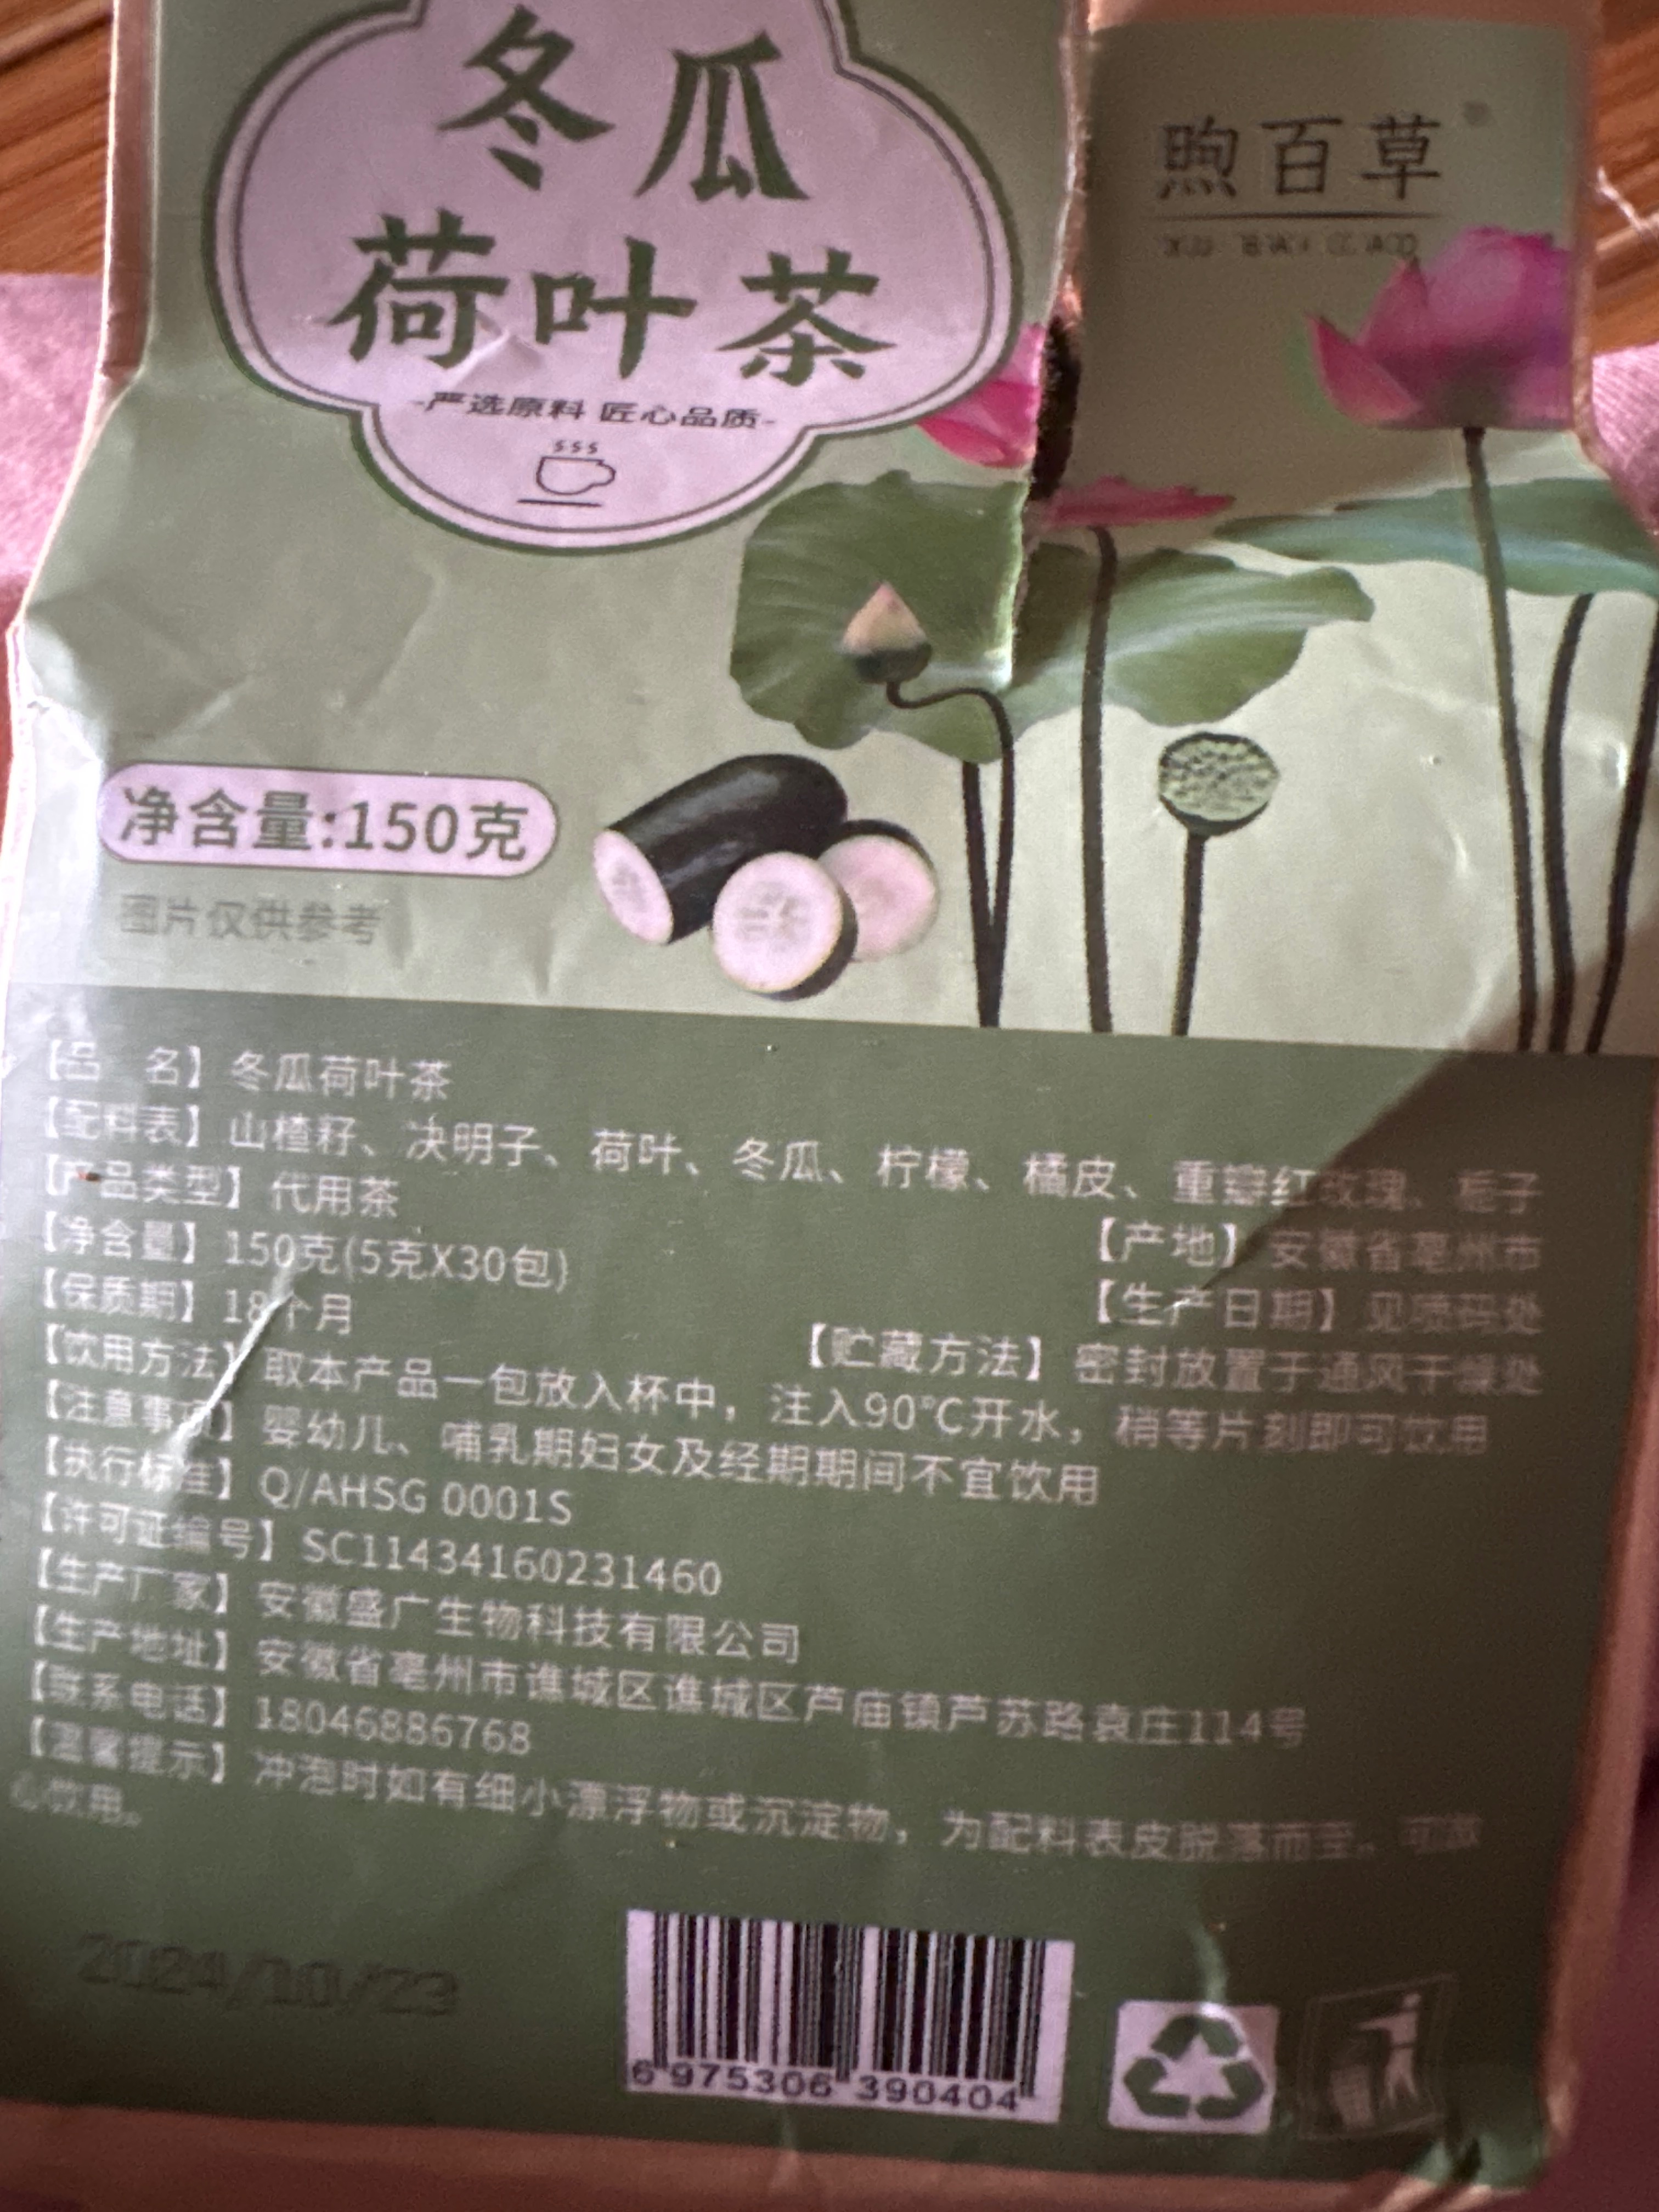 冬瓜
荷叶茶
-严选原料 匠心品质-
煦百草
净含量:150克
图片仅供参考
【品 名】冬瓜荷叶茶
【配料表】山楂籽、决明子、荷叶、冬瓜、柠檬、橘皮、重瓣红玫瑰、栀子
【产品类型】代用茶
【产地】安徽省亳州市
【净含量】150克(5克X30包)
【生产日期】见喷码处
【保质期】18个月
【贮藏方法】密封放置于通风干燥处
【饮用方法】取本产品一包放入杯中，注入90℃开水，稍等片刻即可饮用
【注意事项】婴幼儿、哺乳期妇女及经期期间不宜饮用
【执行标准】Q/AHSG 0001S
【许可证编号】SC11434160231460
【生产厂家】安徽盛广生物科技有限公司
【生产地址】安徽省亳州市谯城区谯城区芦庙镇芦苏路袁庄114号
【联系电话】18046886768
【温馨提示】冲泡时如有细小漂浮物或沉淀物，为配料表皮脱落而至。可放
心饮用。
2024/10/23
6 975306 390404